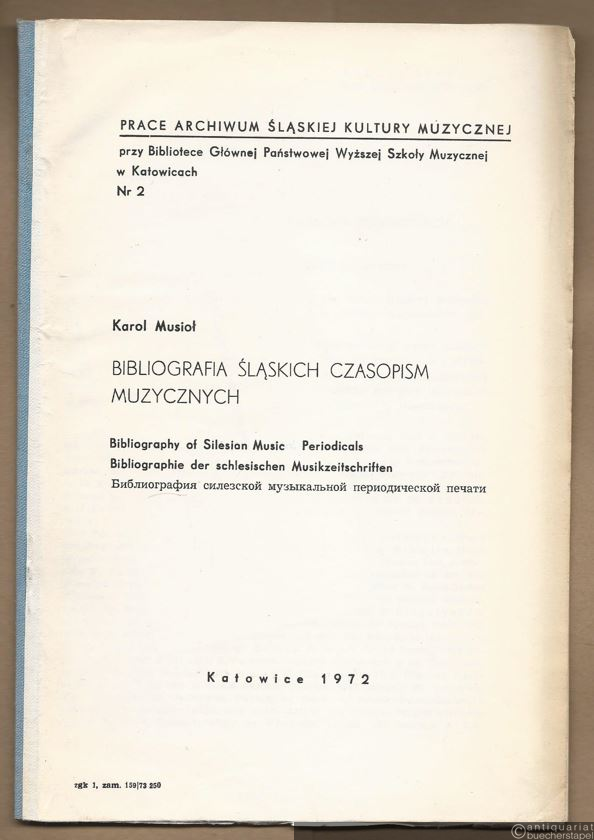 PRACE ARCHIWUM ŚLĄSKIEJ KULTURY MUZYCZNEJ
przy Bibliotece Głównej Państwowej Wyższej Szkoły Muzycznej
w Katowicach
Nr 2
Karol Musioł
BIBLIOGRAFIA ŚLĄSKICH CZASOPISM
MUZYCZNYCH
Bibliography of Silesian Music Periodicals
Bibliographie der schlesischen Musikzeitschriften
Библиография силезской музыкальной периодической печати
Katowice 1972
zgk 1, zam. 159/73 250
antiquariat
buecherstapel